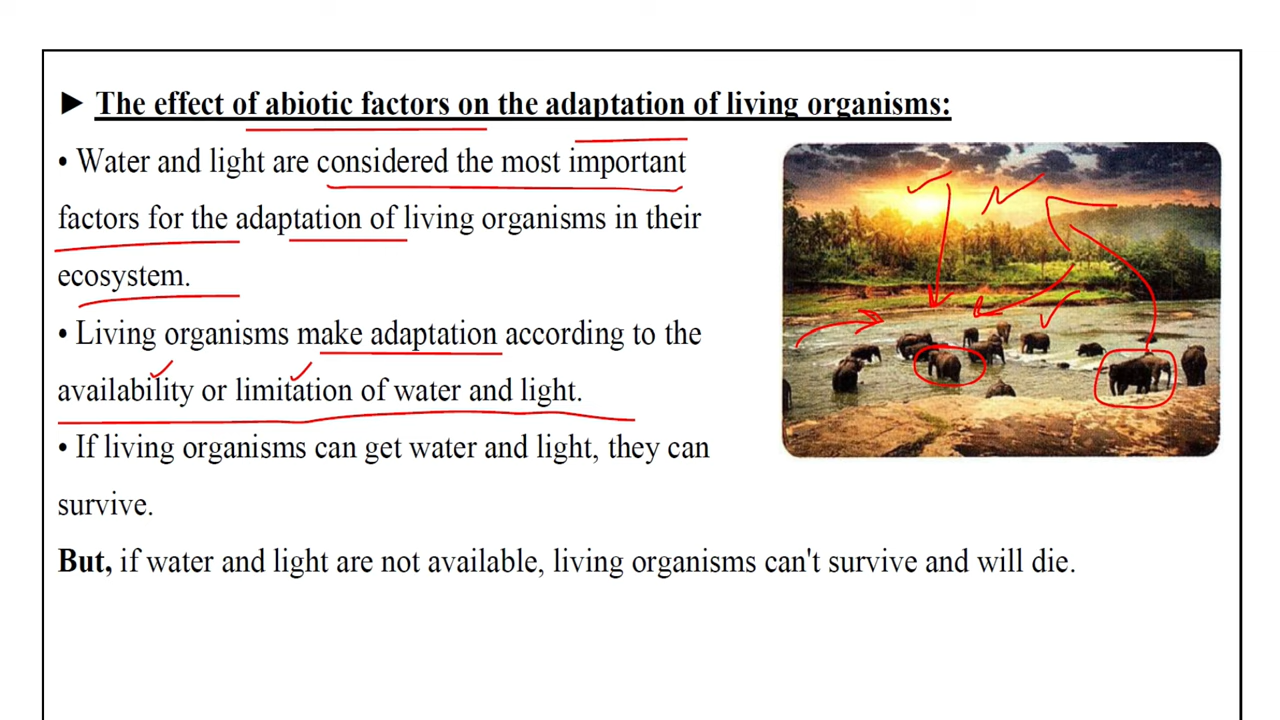 ► The effect of abiotic factors on the adaptation of living organisms:
• Water and light are considered the most important
factors for the adaptation of living organisms in their
ecosystem.
• Living organisms make adaptation according to the
availability or limitation of water and light.
• If living organisms can get water and light, they can
survive.
But, if water and light are not available, living organisms can't survive and will die.